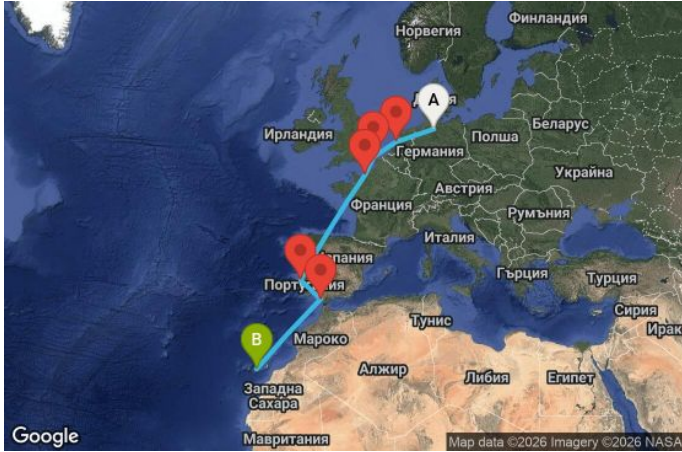 Финландия
Норвегия
A
Ирландия
Полша
Беларус
Германия
Украйна
Австрия
Франция
Румъния
Италия
Гърция
Турция
Тунис
Сирия
Ирак
B
Мароко
Алжир
Либия
Египет
Западна
Сахара
Мавритания
Google
Map data ©2026 Imagery ©2026 NASA